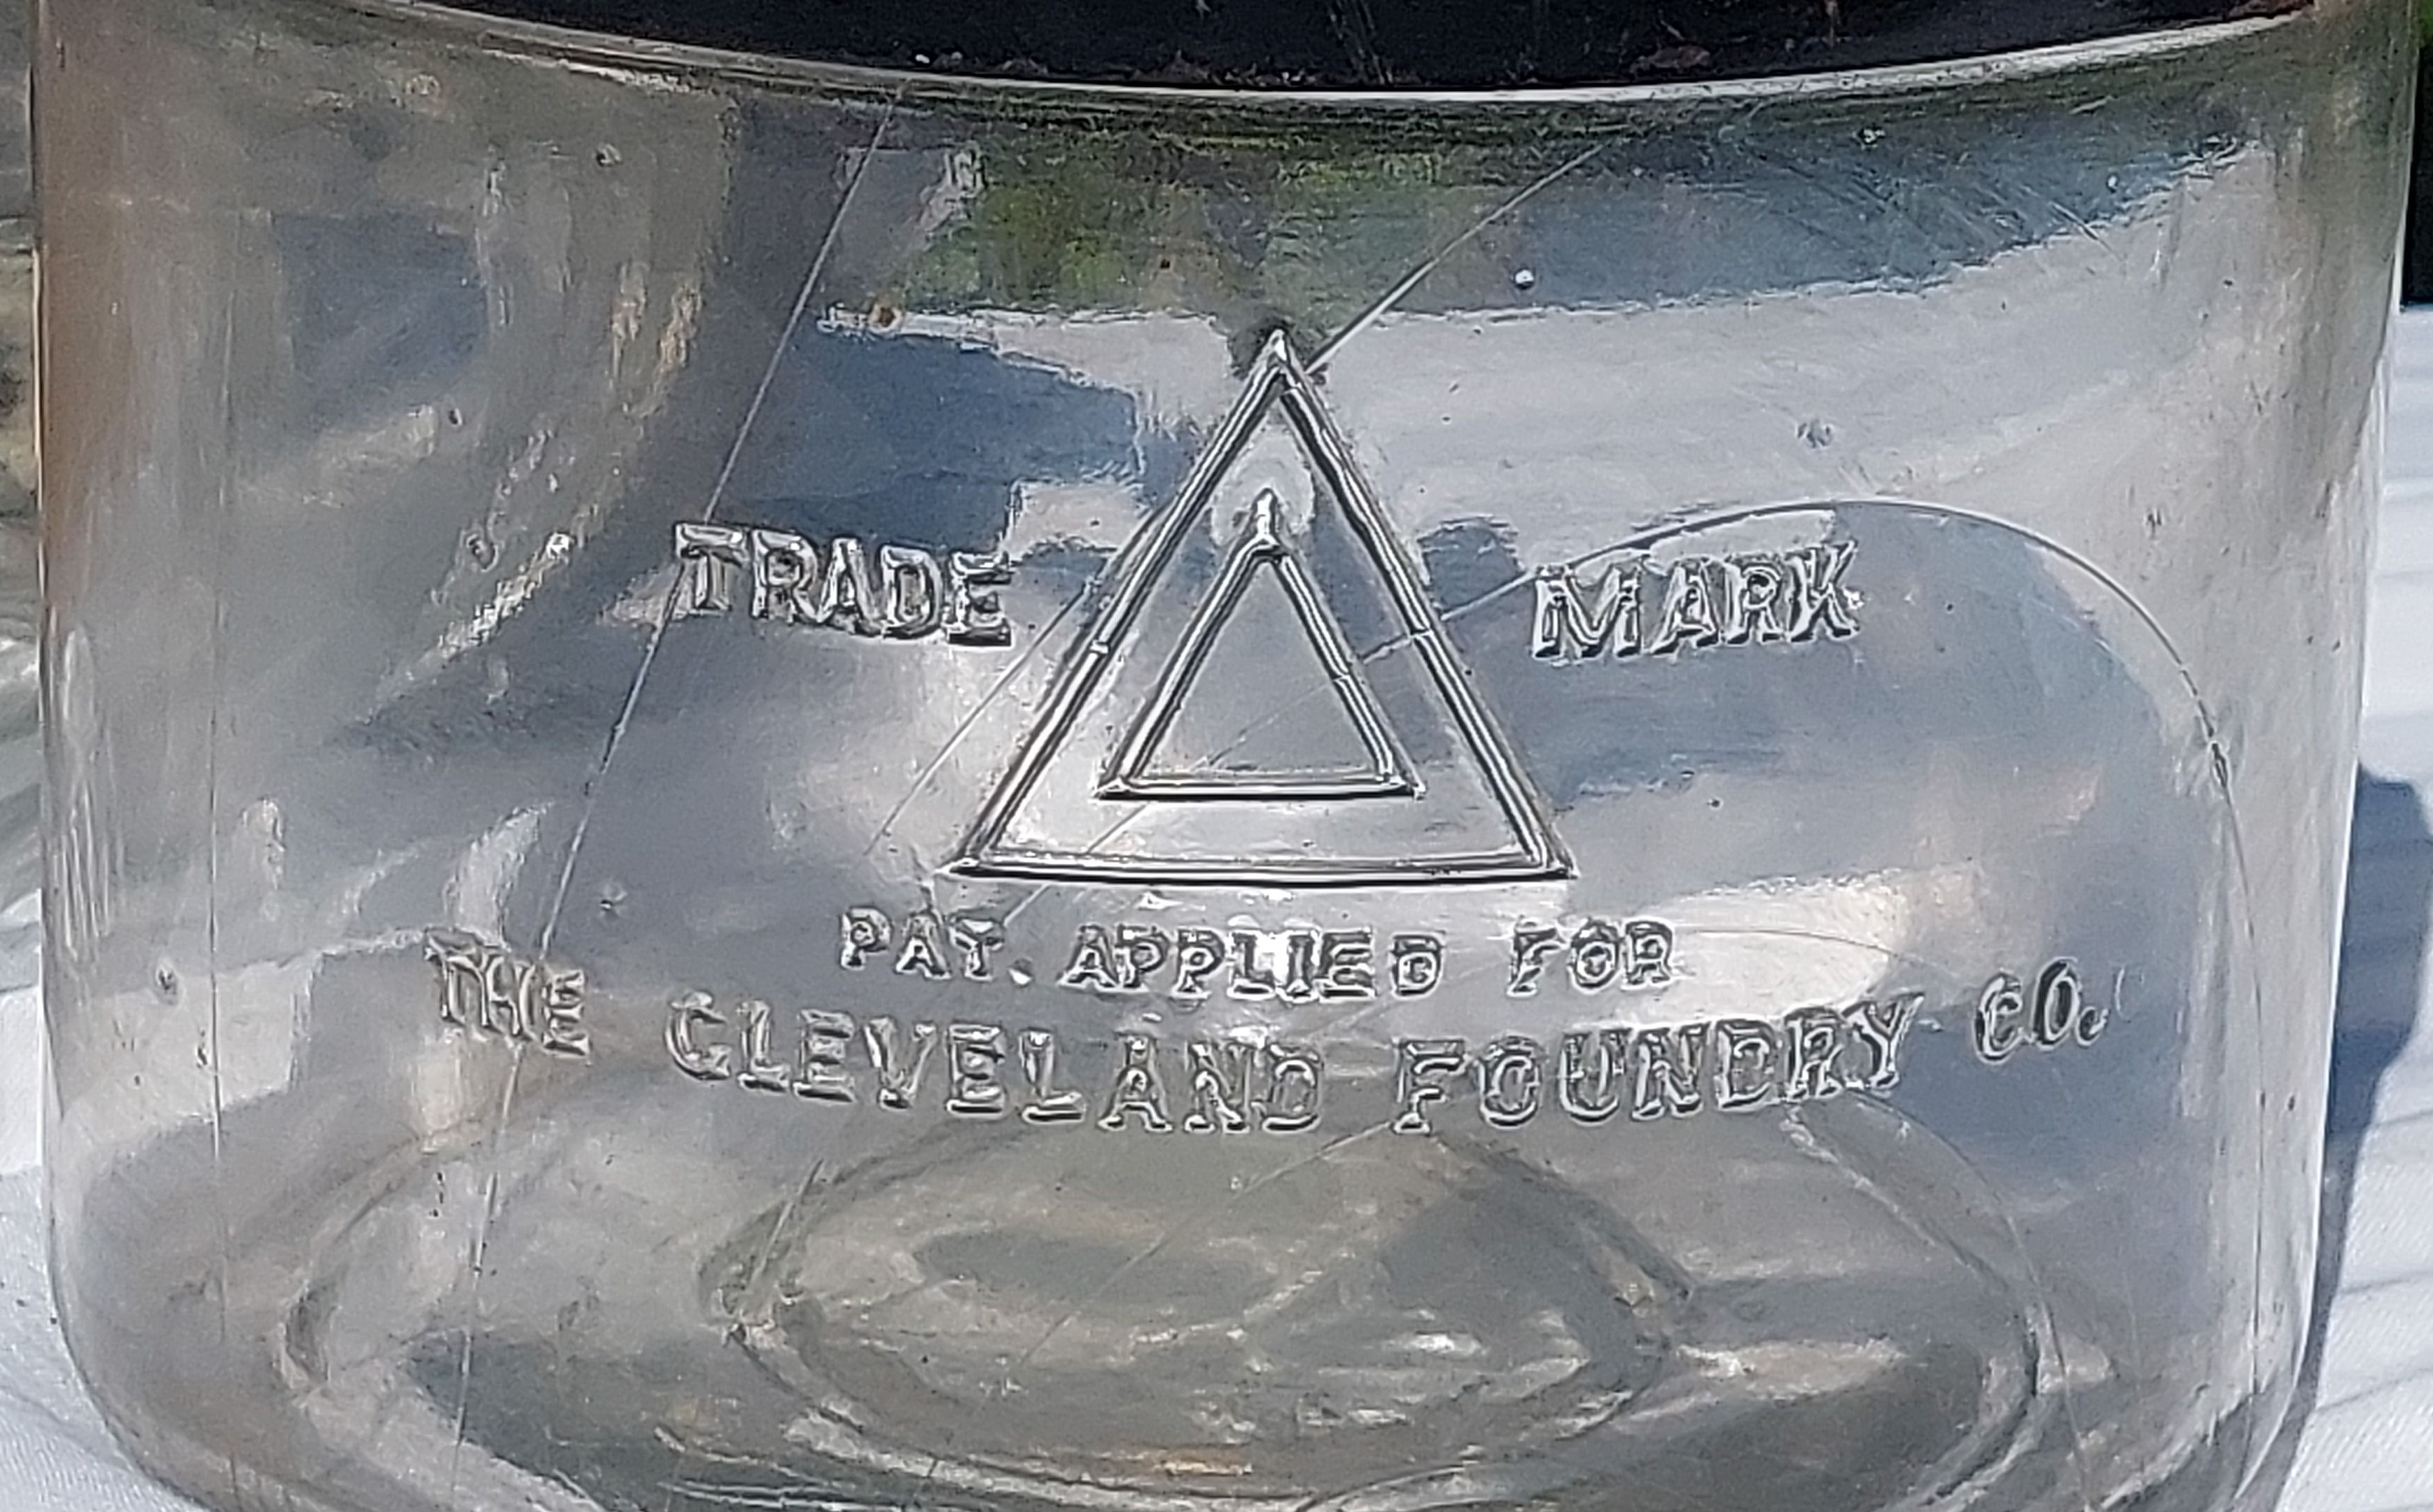 TRADE MARK
PAT. APPLIED FOR
THE CLEVELAND FOUNDRY CO.